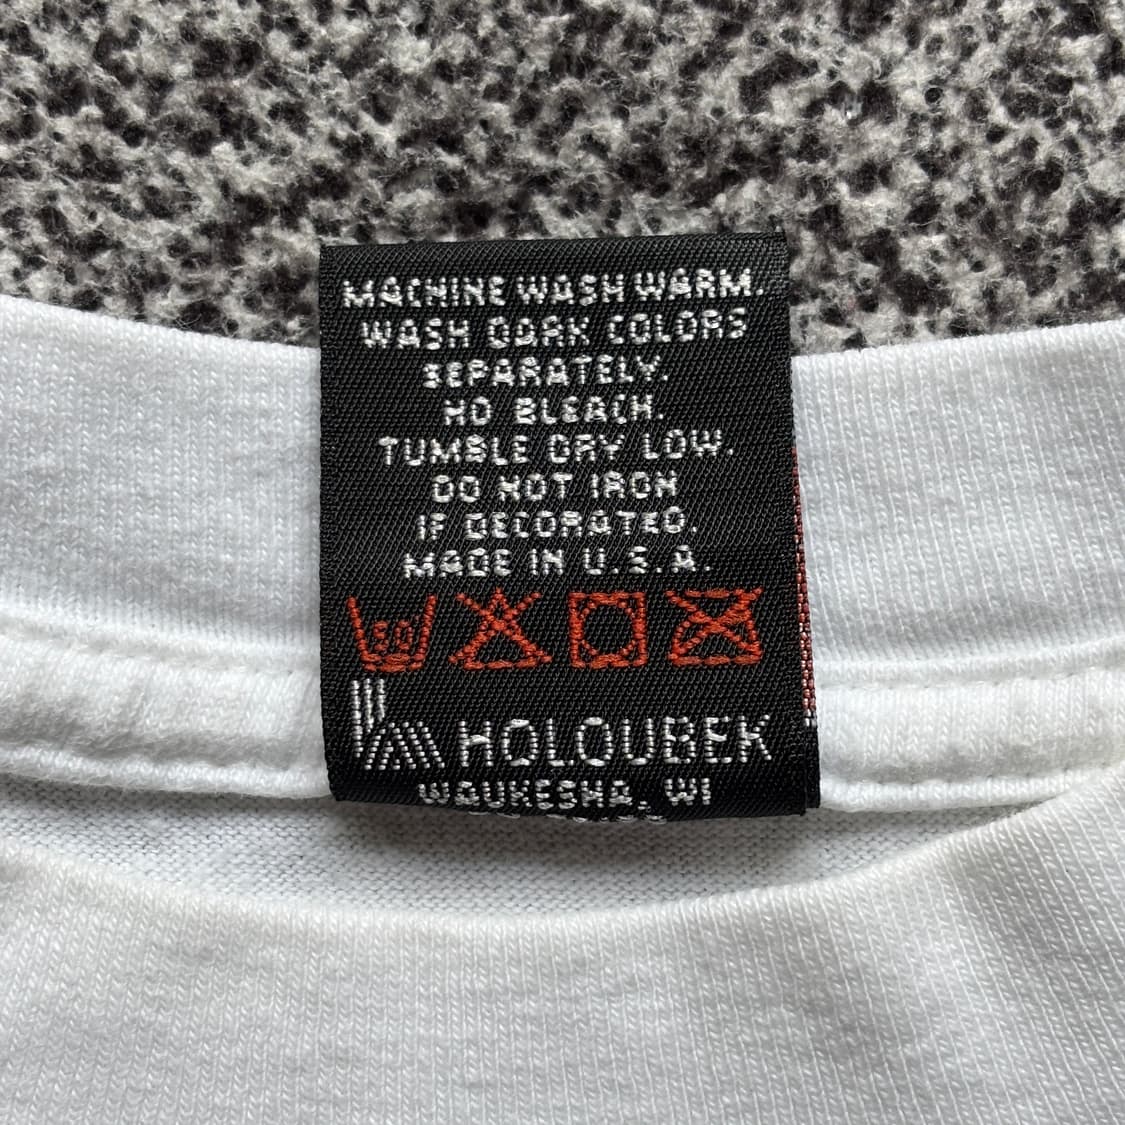 MACHINE WASH WARM.
WASH DARK COLORS
SEPARATELY.
NO BLEACH.
TUMBLE DRY LOW.
DO NOT IRON
IF DECORATED.
MADE IN U.S.A.
50
HOLOUBEK
WAUKESHA, WI